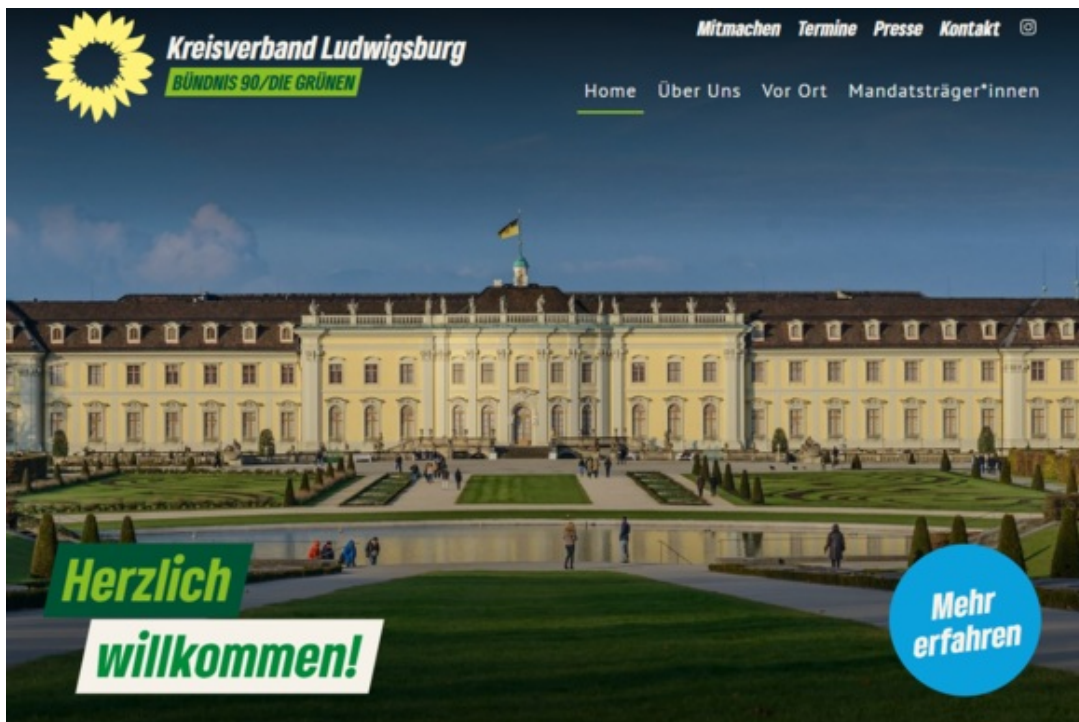 Kreisverband Ludwigsburg
BÜNDNIS 90/DIE GRÜNEN
Mitmachen Termine Presse Kontakt
Home Über Uns Vor Ort Mandatsträger*innen
Herzlich
willkommen!
Mehr
erfahren